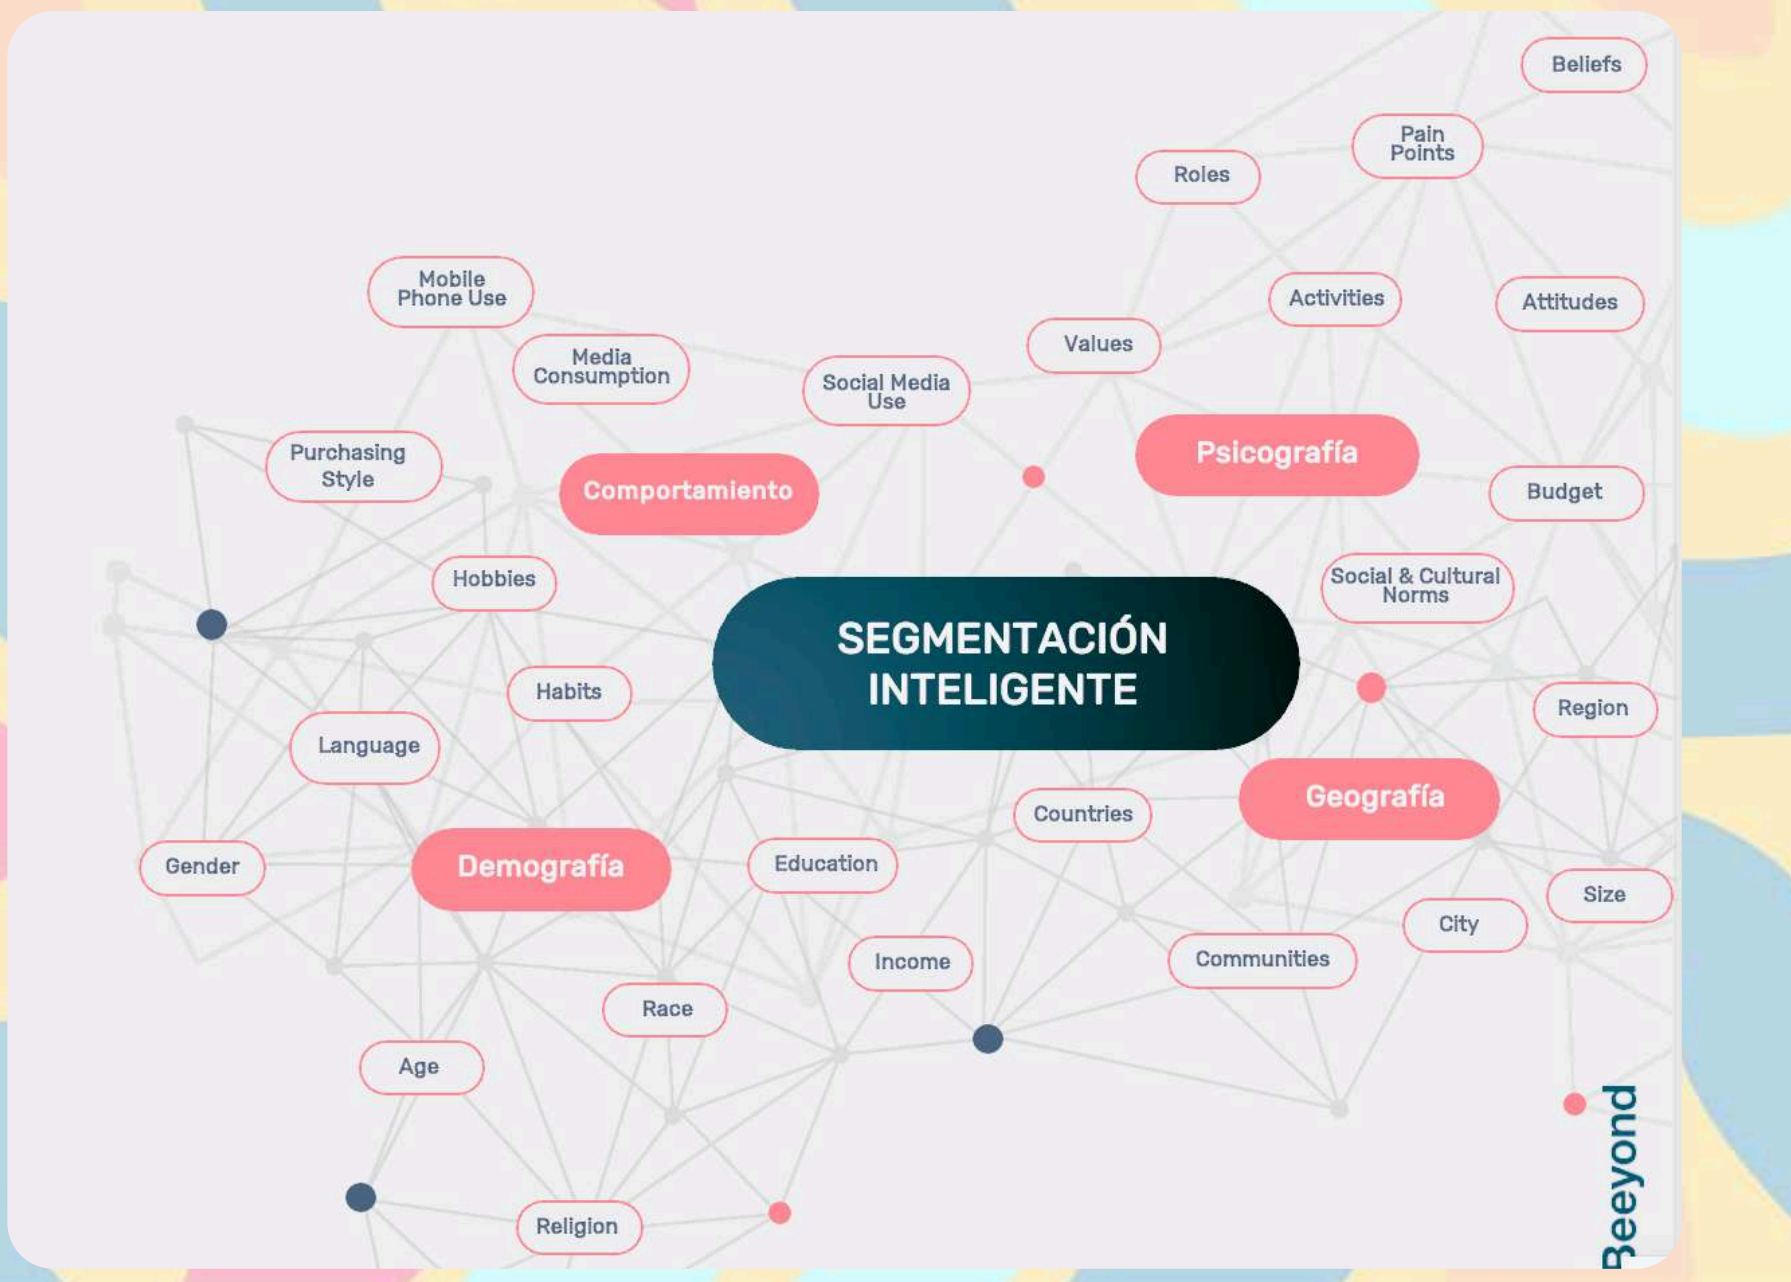 Beliefs
Pain
Points
Roles
Mobile
Phone Use
Activities
Attitudes
Values
Media
Consumption
Social Media
Use
Purchasing
Style
Psicografía
Comportamiento
Budget
Hobbies
Social & Cultural
Norms
SEGMENTACIÓN
INTELIGENTE
Habits
Region
Language
Geografía
Countries
Gender
Demografía
Education
Size
City
Income
Communities
Race
Age
Religion
Beeyond